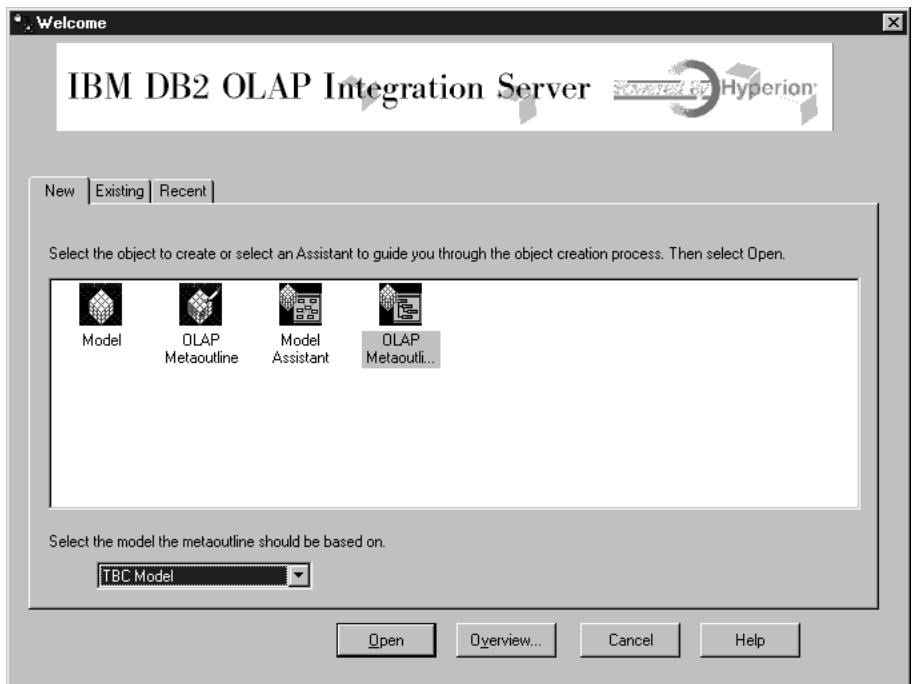 Welcome
IBM DB2 OLAP Integration Server
Powered By Hyperion
New Existing Recent
Select the object to create or select an Assistant to guide you through the object creation process. Then select Open.
Model
OLAP
Metaoutline
Model
Assistant
OLAP
Metaoutli...
Select the model the metaoutline should be based on.
TBC Model
Open Overview... Cancel Help